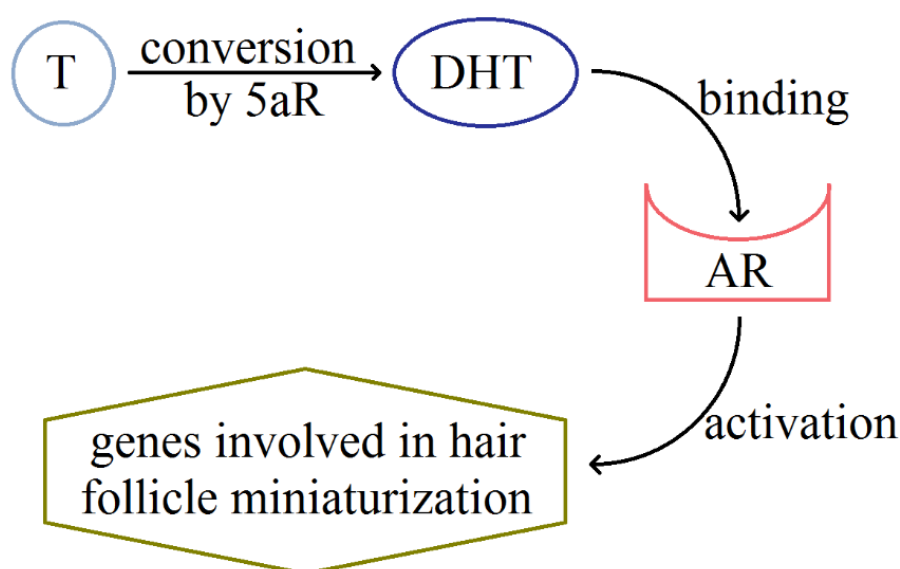 T
conversion
by 5aR
DHT
binding
AR
activation
genes involved in hair
follicle miniaturization